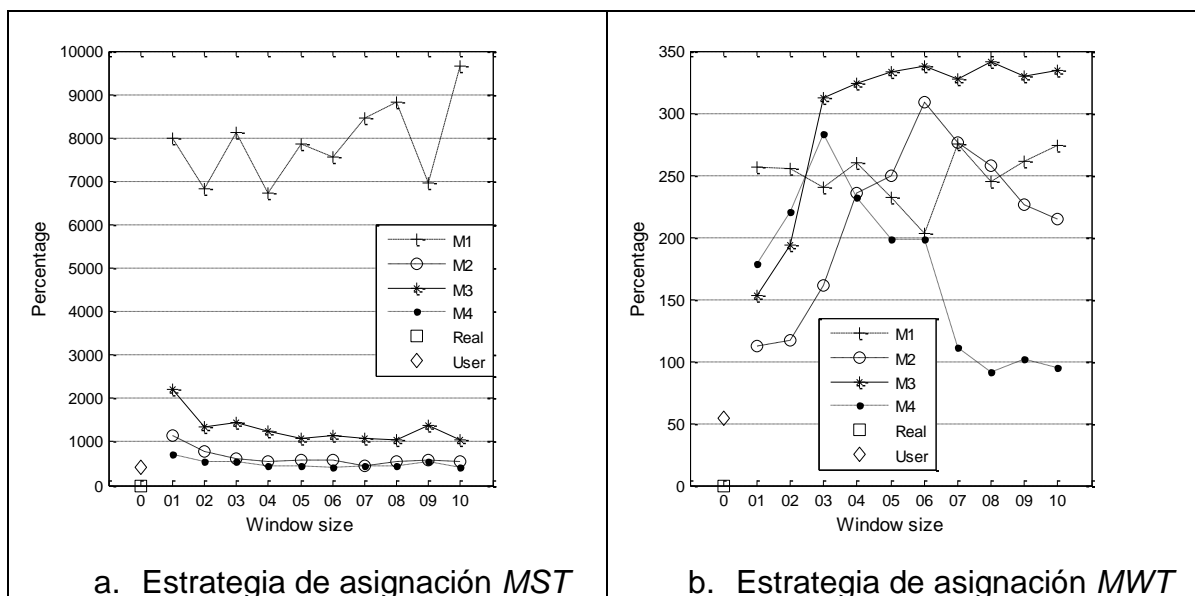 10000
9000
8000
7000
6000
5000
4000
3000
2000
1000
0
Percentage
0 01 02 03 04 05 06 07 08 09 10
Window size
M1
M2
M3
M4
Real
User
a. Estrategia de asignación MST
350
300
250
200
150
100
50
0
Percentage
0 01 02 03 04 05 06 07 08 09 10
Window size
M1
M2
M3
M4
Real
User
b. Estrategia de asignación MWT